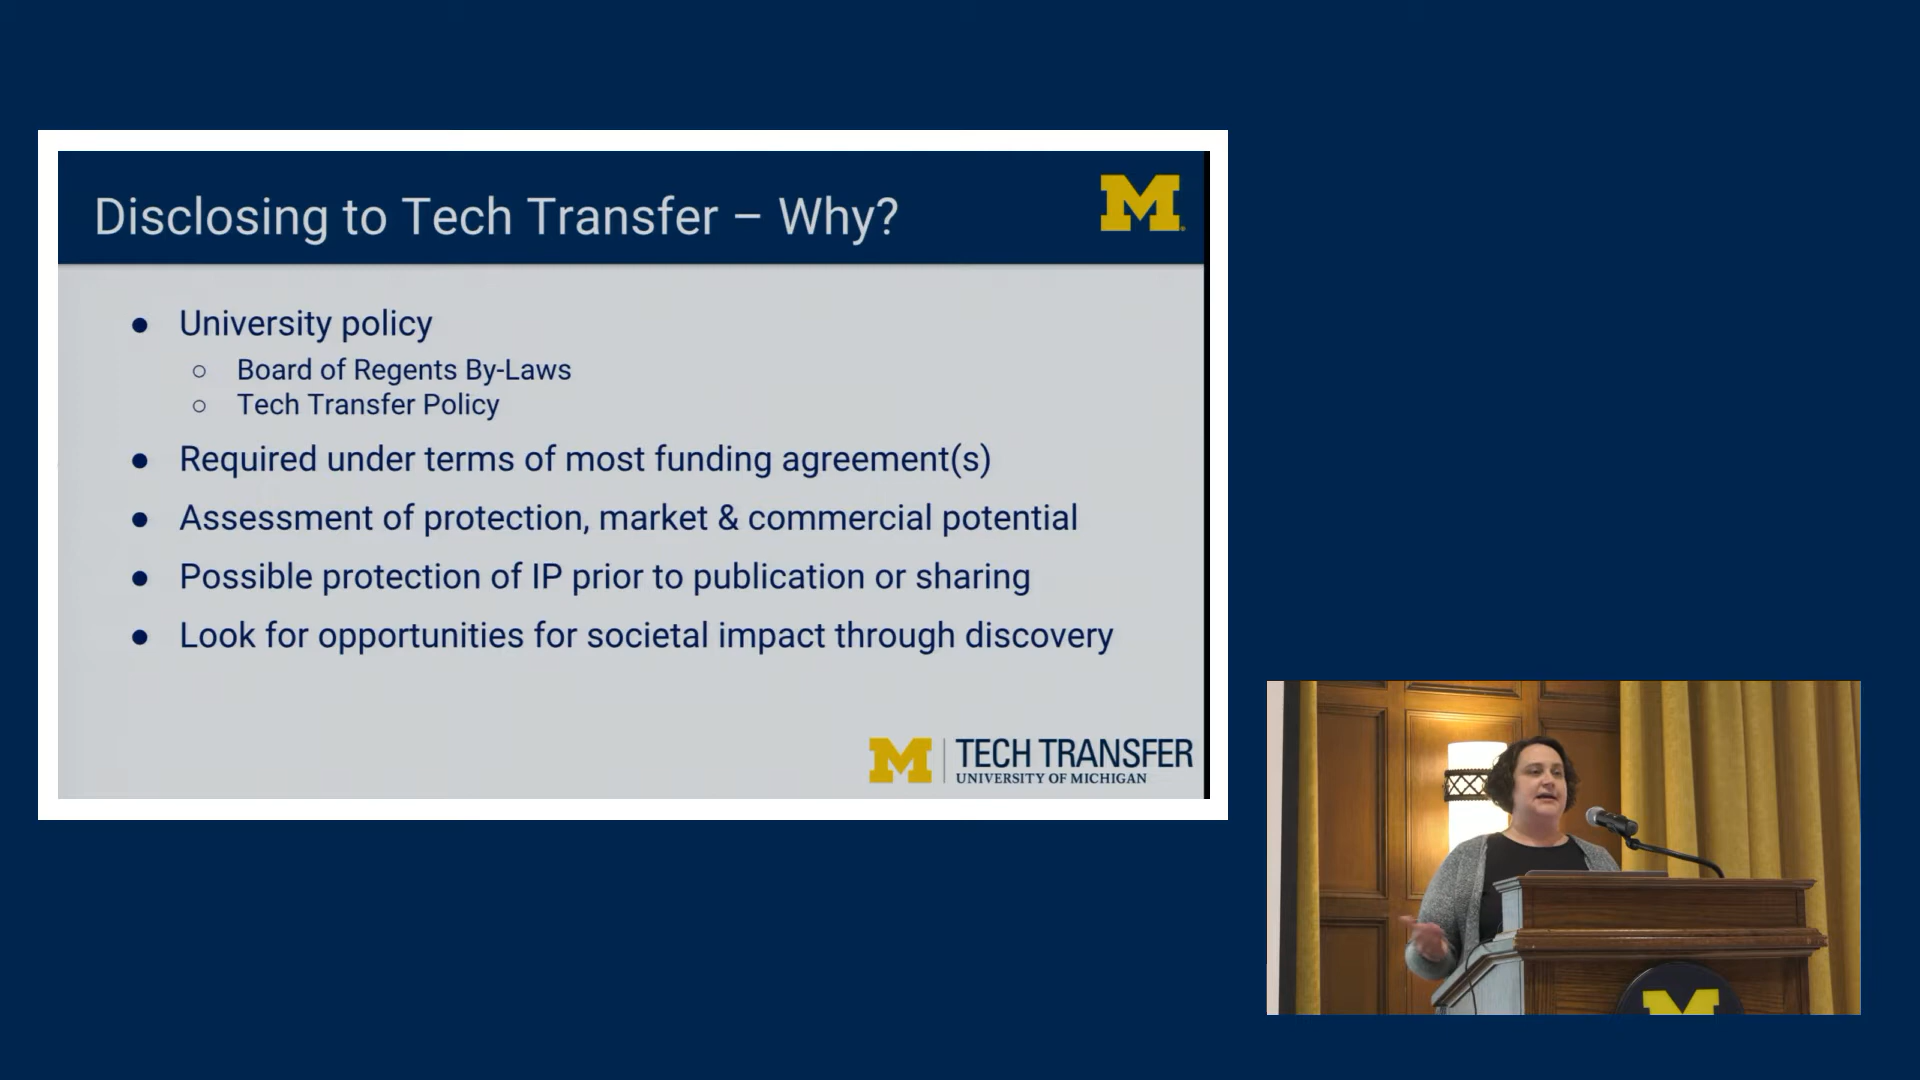 Disclosing to Tech Transfer – Why?
M
● University policy
○ Board of Regents By-Laws
○ Tech Transfer Policy
● Required under terms of most funding agreement(s)
● Assessment of protection, market & commercial potential
● Possible protection of IP prior to publication or sharing
● Look for opportunities for societal impact through discovery
M | TECH TRANSFER
UNIVERSITY OF MICHIGAN
M